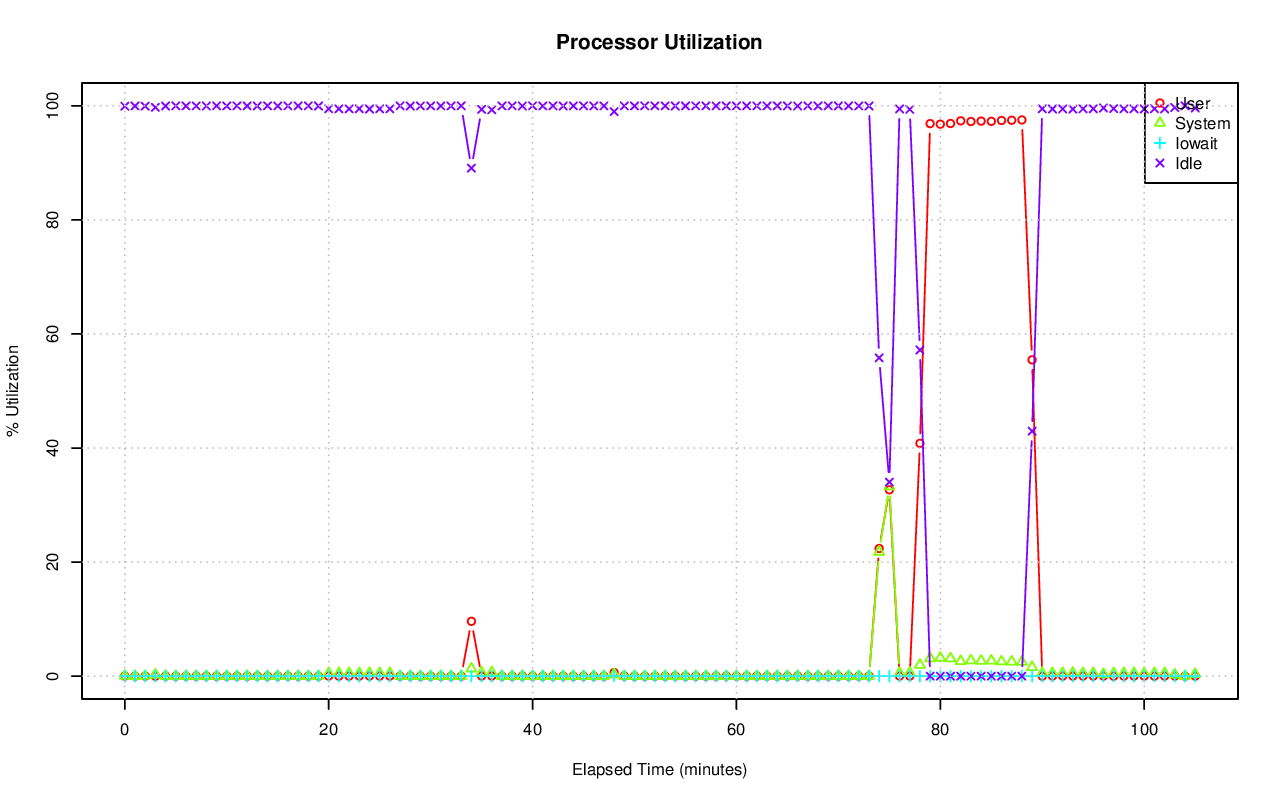 Processor Utilization
% Utilization
100
80
60
40
20
0
User
System
Iowait
Idle
0 20 40 60 80 100
Elapsed Time (minutes)